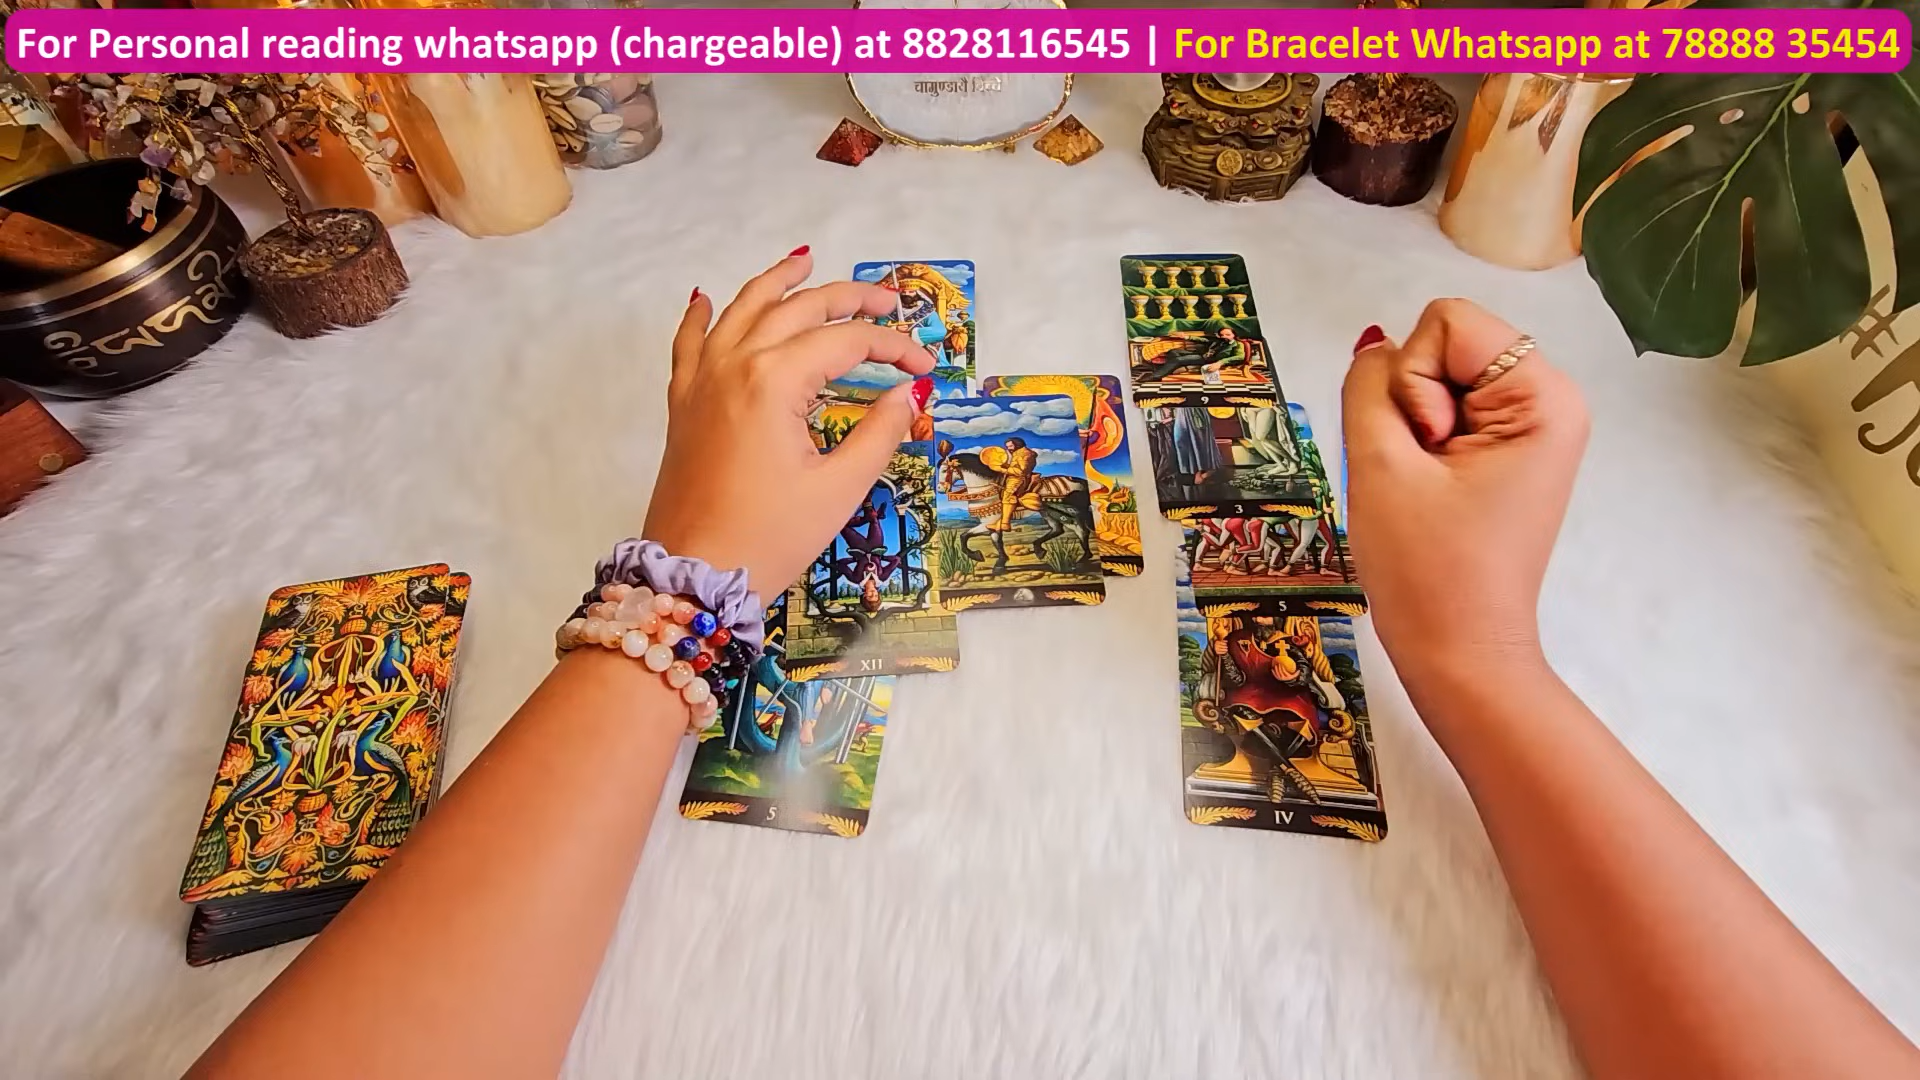 For Personal reading whatsapp (chargeable) at 8828116545 | For Bracelet Whatsapp at 78888 35454
चामुण्डायै विच्चे
9
3
5
XII
5
IV